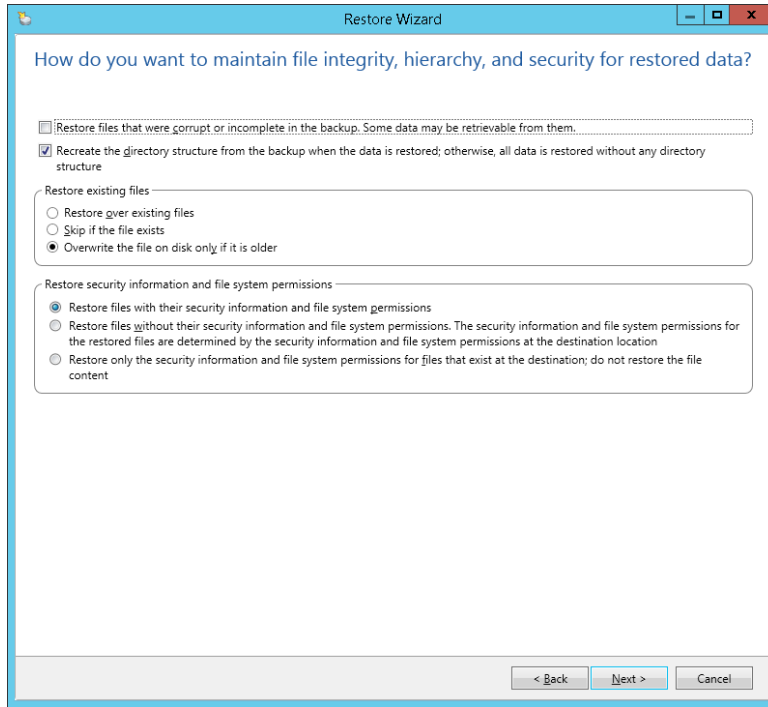 Restore Wizard
How do you want to maintain file integrity, hierarchy, and security for restored data?
Restore files that were corrupt or incomplete in the backup. Some data may be retrievable from them.
Recreate the directory structure from the backup when the data is restored; otherwise, all data is restored without any directory
structure
Restore existing files
Restore over existing files
Skip if the file exists
Overwrite the file on disk only if it is older
Restore security information and file system permissions
Restore files with their security information and file system permissions
Restore files without their security information and file system permissions. The security information and file system permissions for
the restored files are determined by the security information and file system permissions at the destination location
Restore only the security information and file system permissions for files that exist at the destination; do not restore the file
content
< Back
Next >
Cancel